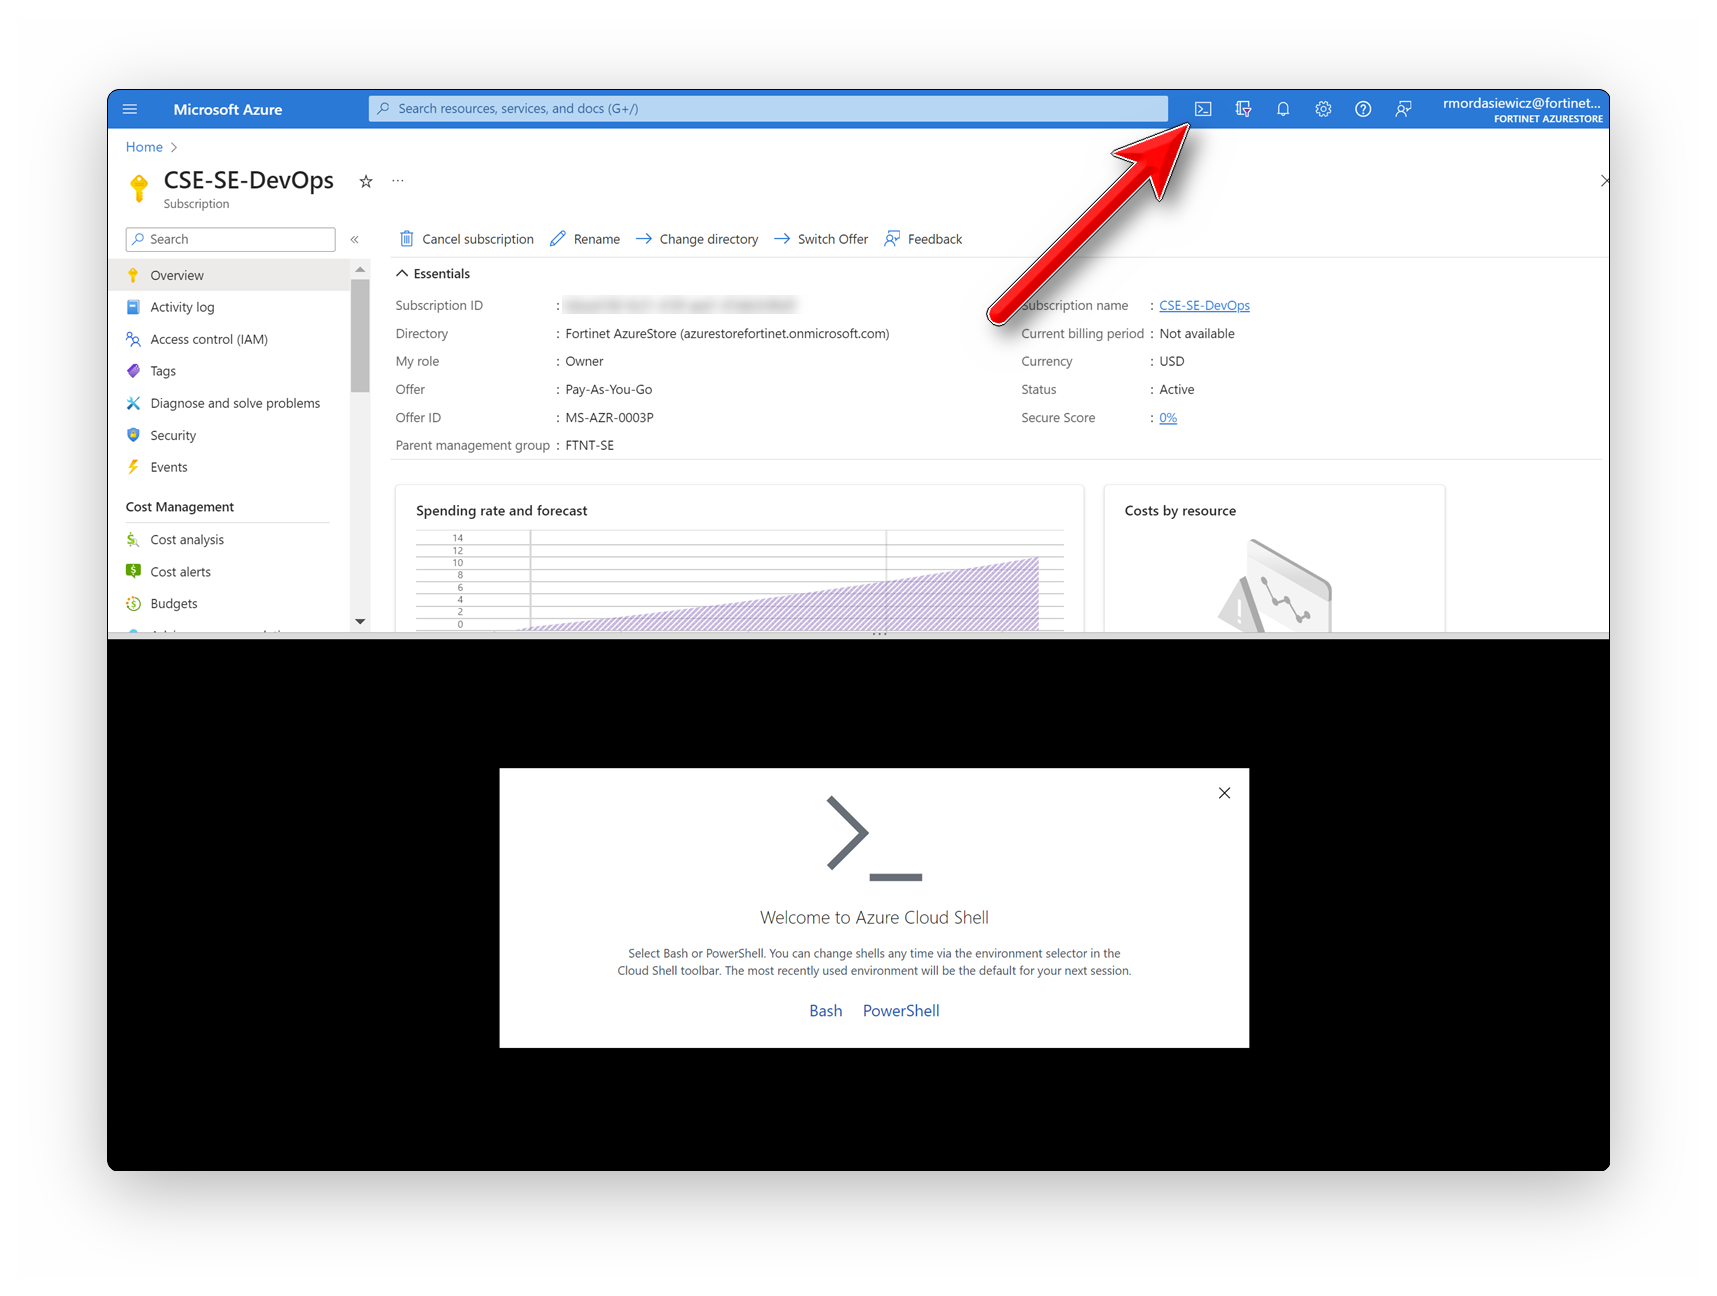 Microsoft Azure
Search resources, services, and docs (G+/)
rmordasiewicz@fortinet...
FORTINET AZURESTORE
Home
CSE-SE-DevOps
Subscription
Search
Cancel subscription
Rename
Change directory
Switch Offer
Feedback
Overview
Activity log
Access control (IAM)
Tags
Diagnose and solve problems
Security
Events
Cost Management
Cost analysis
Cost alerts
Budgets
Essentials
Subscription ID :
Directory : Fortinet AzureStore (azurestorefortinet.onmicrosoft.com)
My role : Owner
Offer : Pay-As-You-Go
Offer ID : MS-AZR-0003P
Parent management group : FTNT-SE
Subscription name : CSE-SE-DevOps
Current billing period : Not available
Currency : USD
Status : Active
Secure Score : 0%
Spending rate and forecast
14
12
10
8
6
4
2
0
Costs by resource
Welcome to Azure Cloud Shell
Select Bash or PowerShell. You can change shells any time via the environment selector in the
Cloud Shell toolbar. The most recently used environment will be the default for your next session.
Bash PowerShell